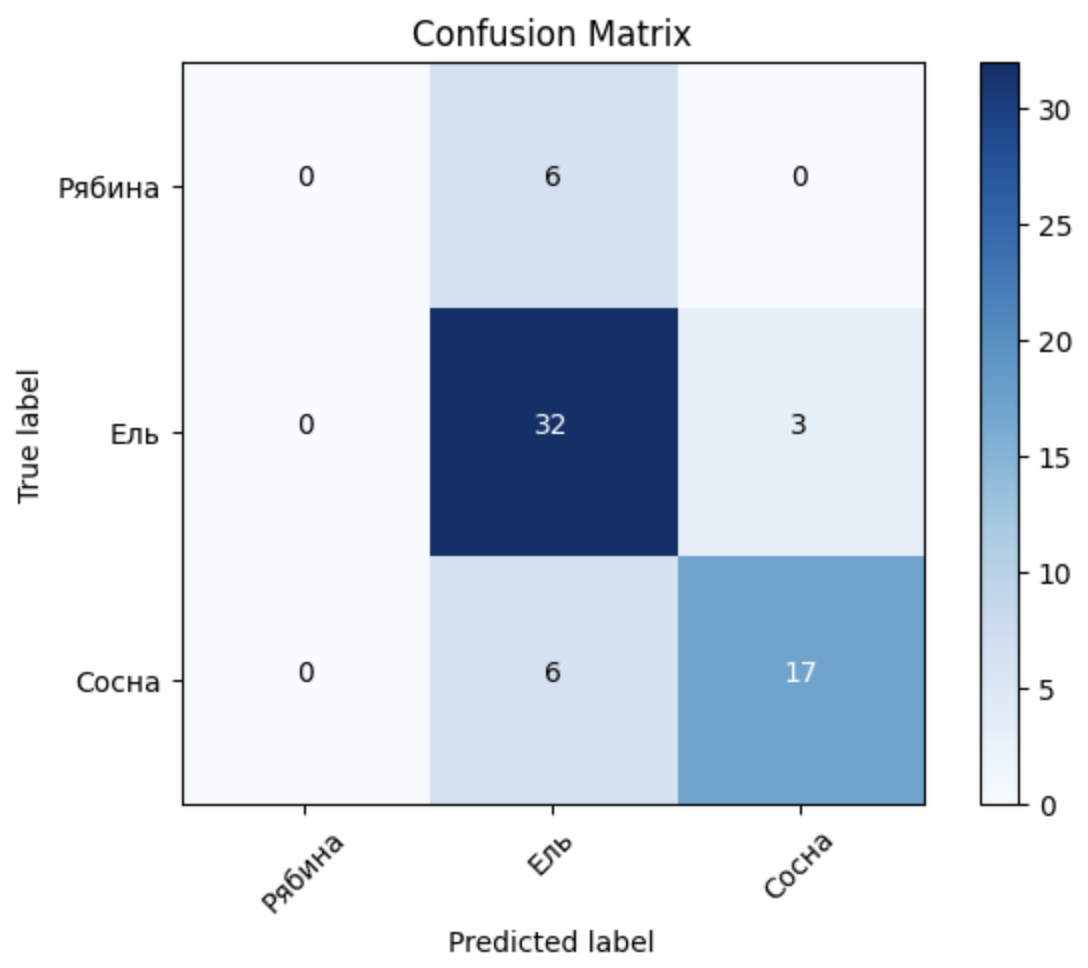 Confusion Matrix
True label
Рябина
0 6 0
Ель
0 32 3
Сосна
0 6 17
Рябина Ель Сосна
Predicted label
30
25
20
15
10
5
0